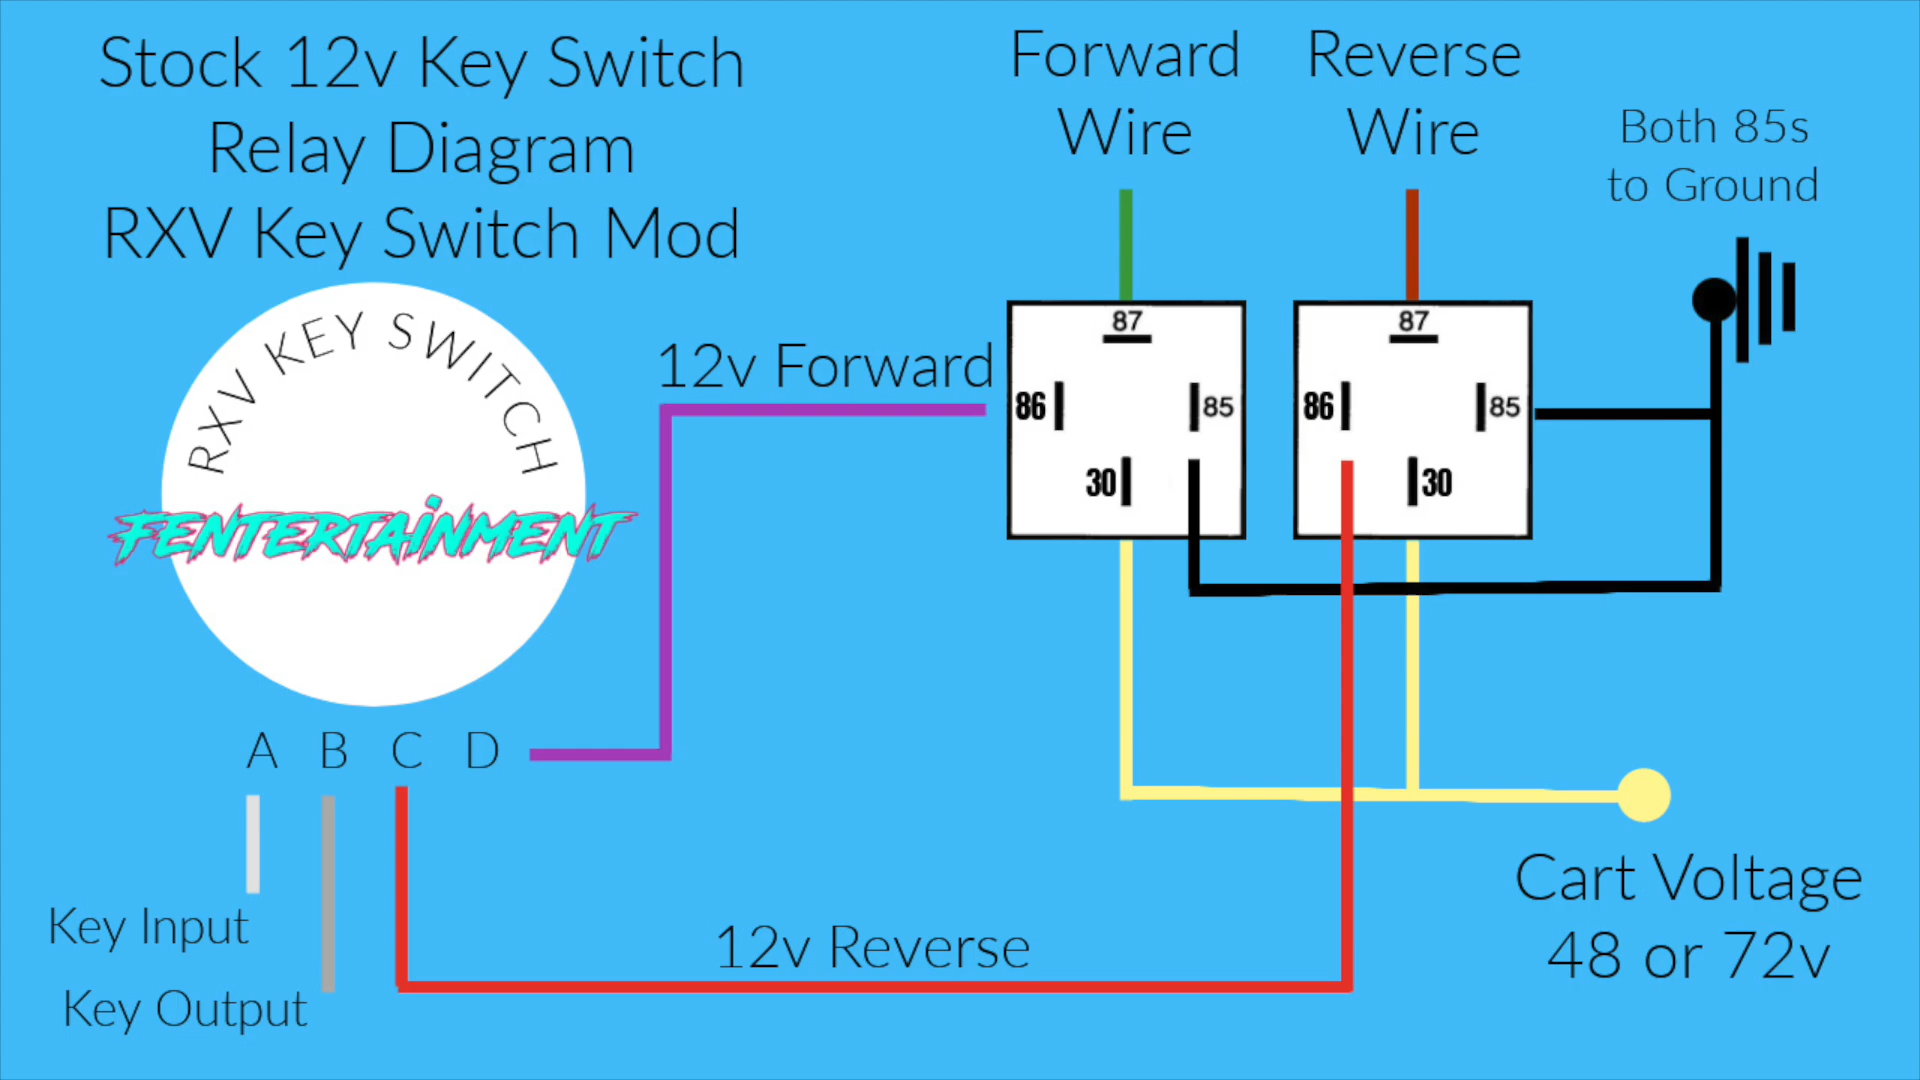 Stock 12v Key Switch
Relay Diagram
RXV Key Switch Mod
Forward
Wire
Reverse
Wire
Both 85s
to Ground
RXV KEY SWITCH
FENTERTAiNMENT
12v Forward
87
86
85
30
87
86
85
30
A B C D
Key Input
Key Output
12v Reverse
Cart Voltage
48 or 72v